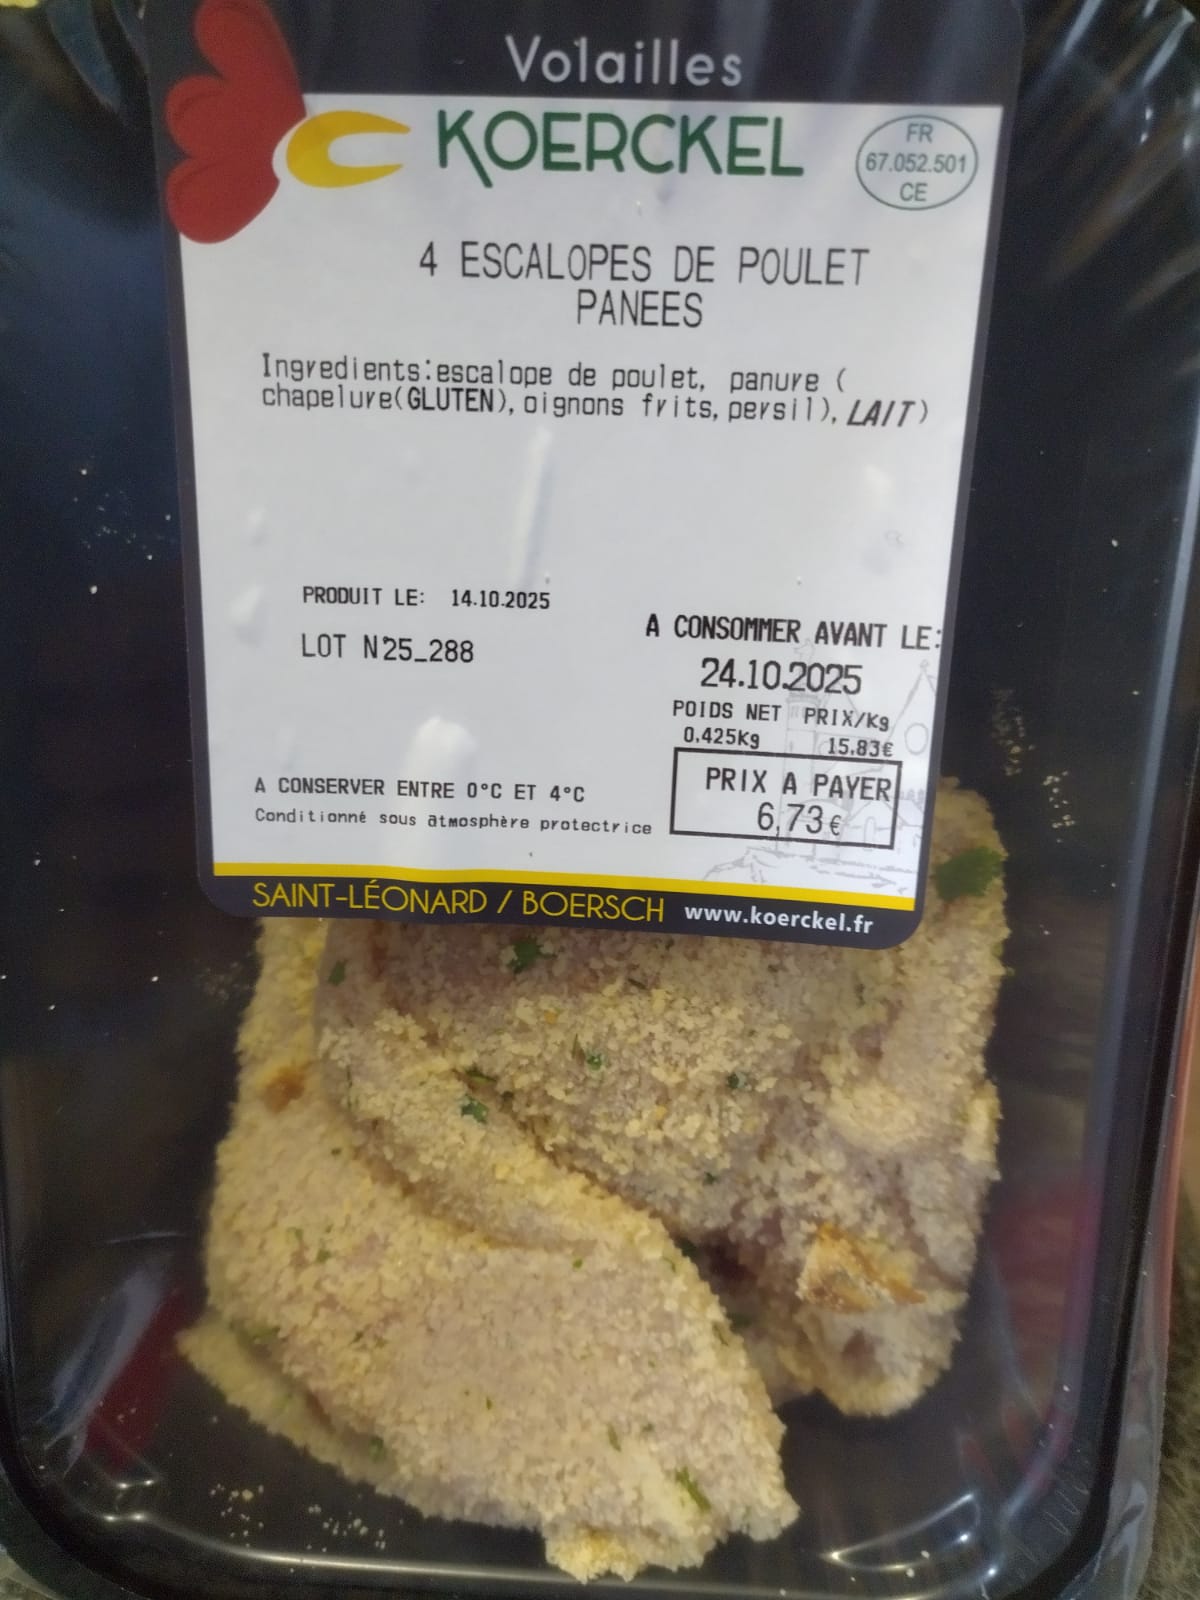 Volailles
KOERCKEL
FR
67.052.501
CE
4 ESCALOPES DE POULET
PANEES
Ingredients:escalope de poulet, panure (
chapelure(GLUTEN), oignons frits, persil), LAIT)
PRODUIT LE: 14.10.2025
LOT N°25_288
A CONSOMMER AVANT LE:
24.10.2025
POIDS NET PRIX/Kg
0.425Kg 15.83€
PRIX A PAYER
6,73€
A CONSERVER ENTRE 0°C ET 4°C
Conditionné sous atmosphère protectrice
SAINT-LÉONARD / BOERSCH www.koerckel.fr